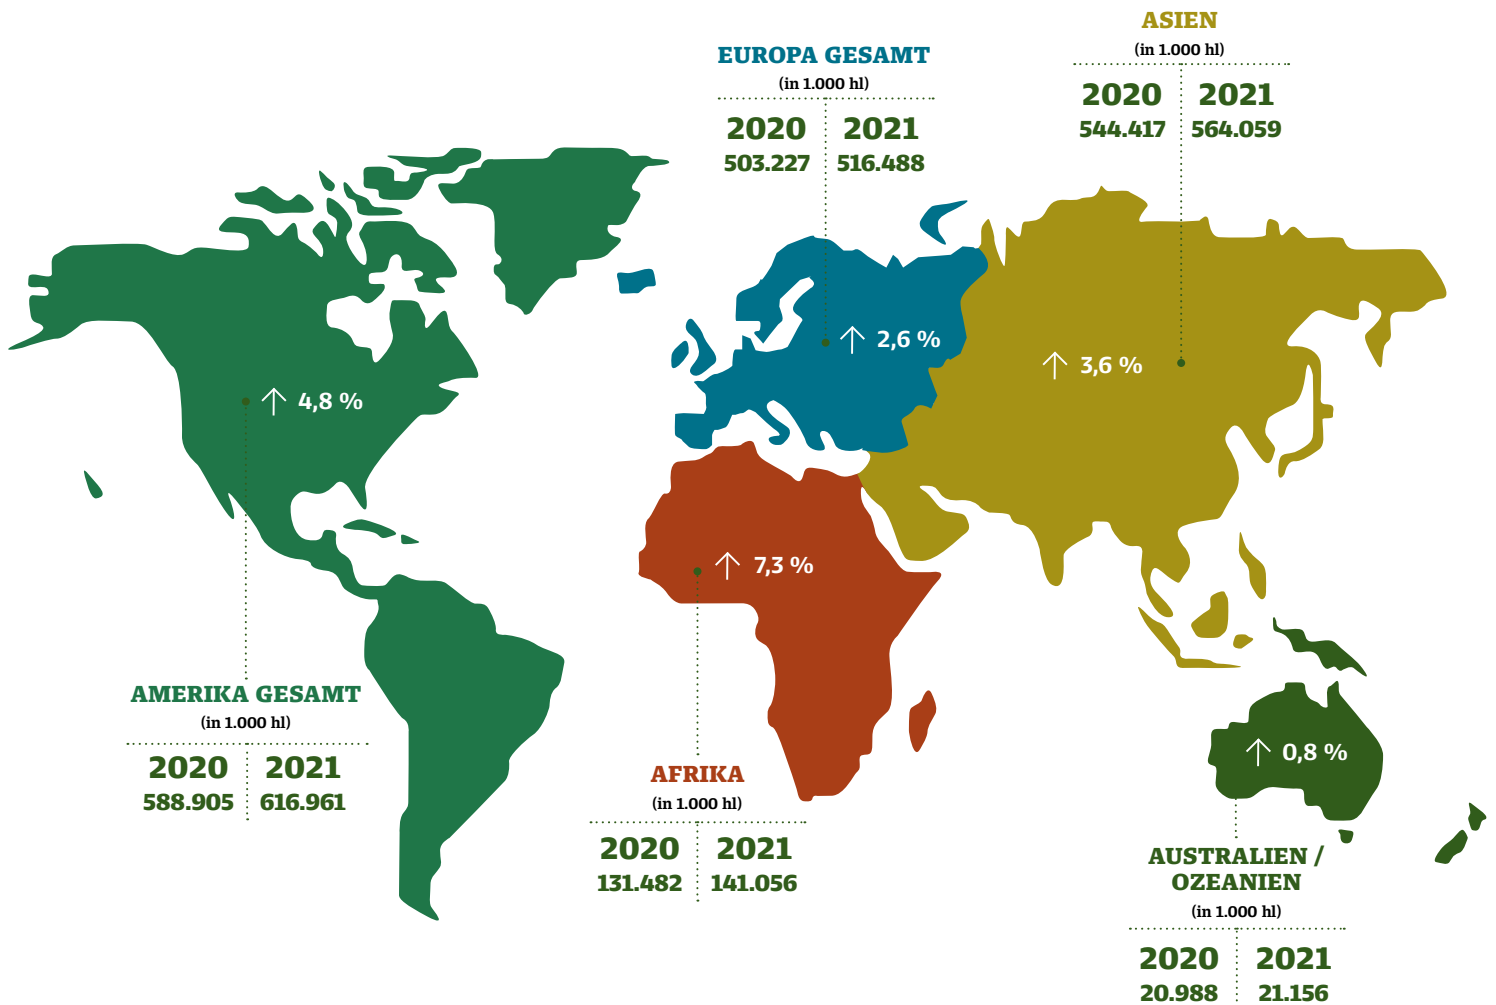 ASIEN
(in 1.000 hl)
2020 2021
544.417 564.059
EUROPA GESAMT
(in 1.000 hl)
2020 2021
503.227 516.488
2,6 %
3,6 %
4,8 %
7,3 %
AMERIKA GESAMT
(in 1.000 hl)
2020 2021
588.905 616.961
AFRIKA
(in 1.000 hl)
2020 2021
131.482 141.056
0,8 %
AUSTRALIEN /
OZEANIEN
(in 1.000 hl)
2020 2021
20.988 21.156